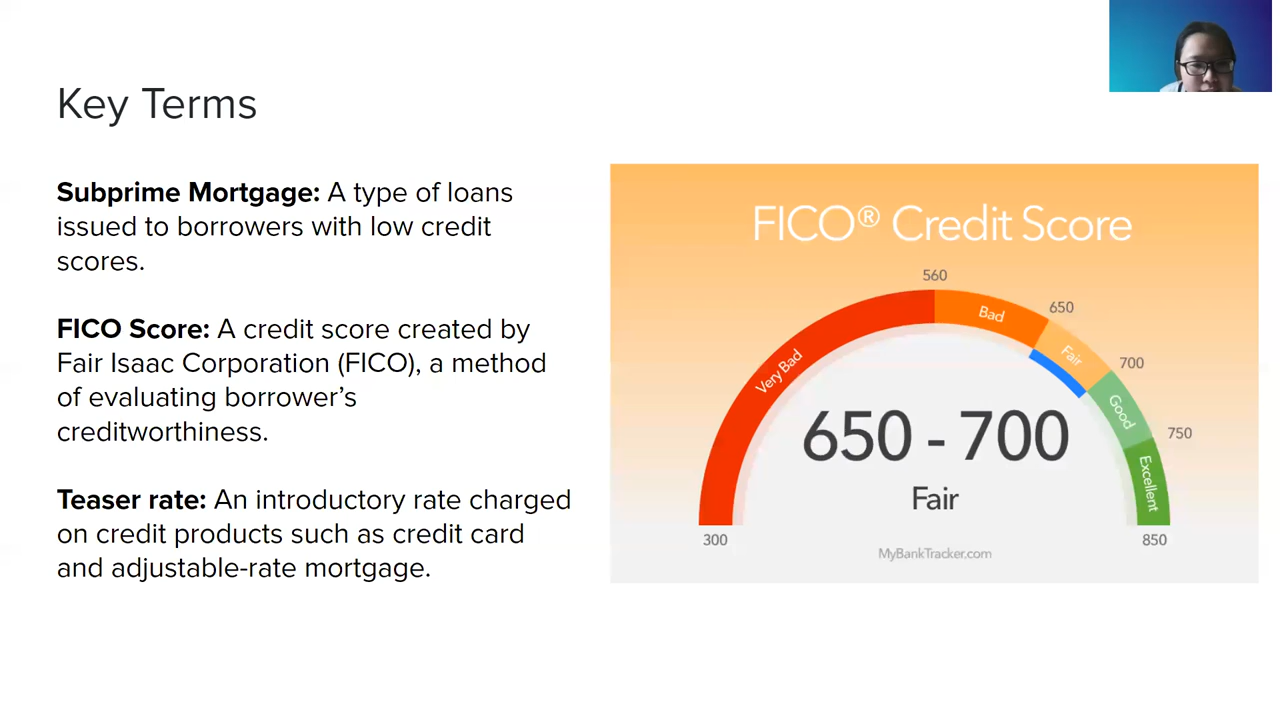 Key Terms
Subprime Mortgage: A type of loans
issued to borrowers with low credit
scores.
FICO Score: A credit score created by
Fair Isaac Corporation (FICO), a method
of evaluating borrower’s
creditworthiness.
Teaser rate: An introductory rate charged
on credit products such as credit card
and adjustable-rate mortgage.
FICO® Credit Score
560
650
700
750
Very Bad
Bad
Fair
Good
Excellent
650 - 700
Fair
300
850
MyBankTracker.com